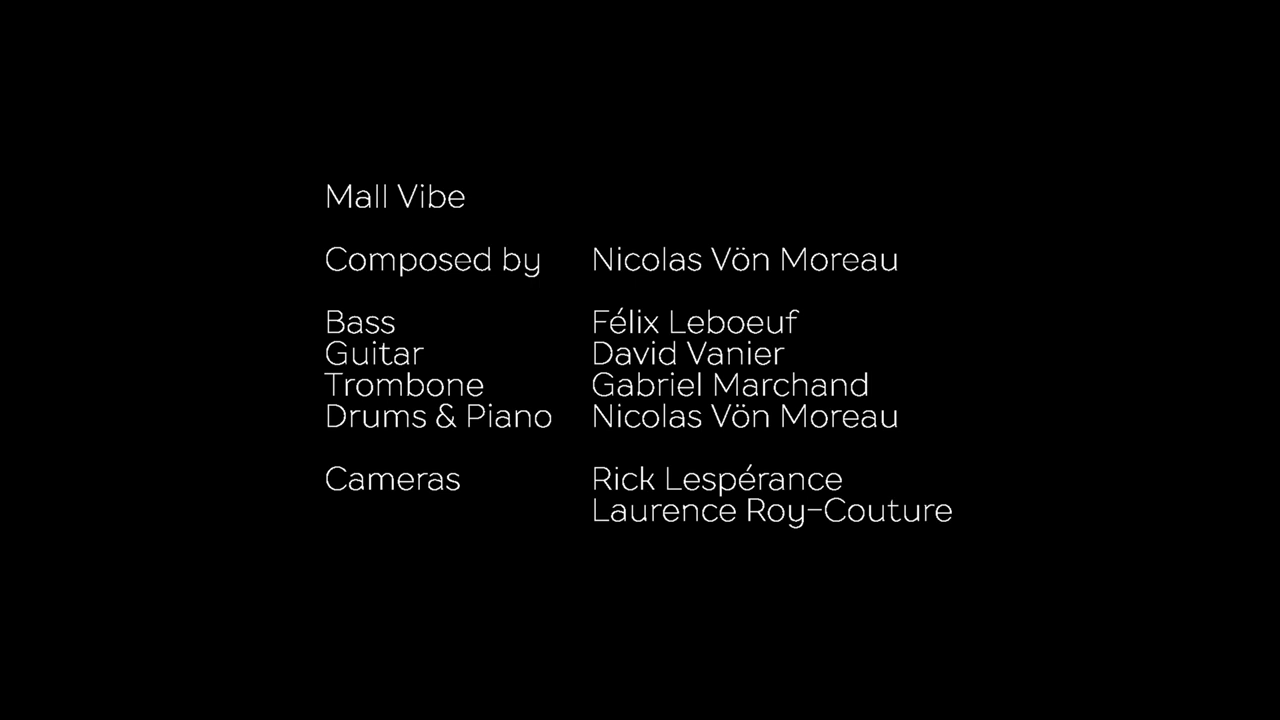 Mall Vibe
Composed by Nicolas Vön Moreau
Bass Félix Leboeuf
Guitar David Vanier
Trombone Gabriel Marchand
Drums & Piano Nicolas Vön Moreau
Cameras Rick Lespérance
Laurence Roy-Couture